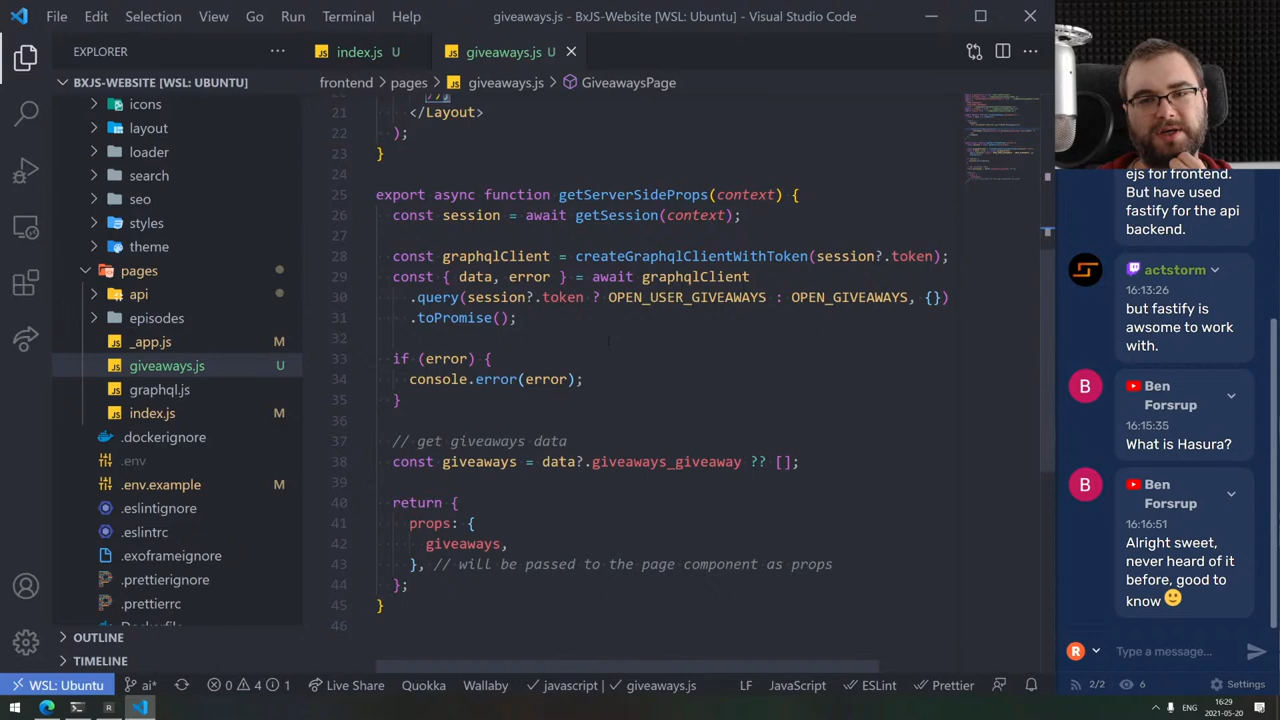 File Edit Selection View Go Run Terminal Help
giveaways.js - BxJS-Website [WSL: Ubuntu] - Visual Studio Code
EXPLORER
BXJS-WEBSITE [WSL: UBUNTU]
icons
layout
loader
search
seo
styles
theme
pages
api
episodes
_app.js M
giveaways.js U
graphql.js
index.js M
.dockerignore
.env
.env.example M
.eslintignore
.eslintrc
.exoframeignore
.prettierignore
.prettierrc
Dockerfile
OUTLINE
TIMELINE
JS index.js U
JS giveaways.js U
frontend > pages > JS giveaways.js > GiveawaysPage
21 </Layout>
22 );
23 }
24
25 export async function getServerSideProps(context) {
26 const session = await getSession(context);
27
28 const graphqlClient = createGraphqlClientWithToken(session?.token);
29 const { data, error } = await graphqlClient
30 .query(session?.token ? OPEN_USER_GIVEAWAYS : OPEN_GIVEAWAYS, {})
31 .toPromise();
32
33 if (error) {
34 console.error(error);
35 }
36
37 // get giveaways data
38 const giveaways = data?.giveaways_giveaway ?? [];
39
40 return {
41 props: {
42 giveaways,
43 }, // will be passed to the page component as props
44 };
45 }
46
ejs for frontend.
But have used
fastify for the api
backend.
actstorm
16:13:26
but fastify is
awsome to work
with.
B
Ben
Forsrup
16:15:35
What is Hasura?
B
Ben
Forsrup
16:16:51
Alright sweet,
never heard of it
before, good to
know 🙂
R Type a message...
2/2 6 Settings
WSL: Ubuntu ai* 0 4 1 Live Share Quokka Wallaby javascript | giveaways.js LF JavaScript ESLint Prettier
ENG 16:29
2021-05-20